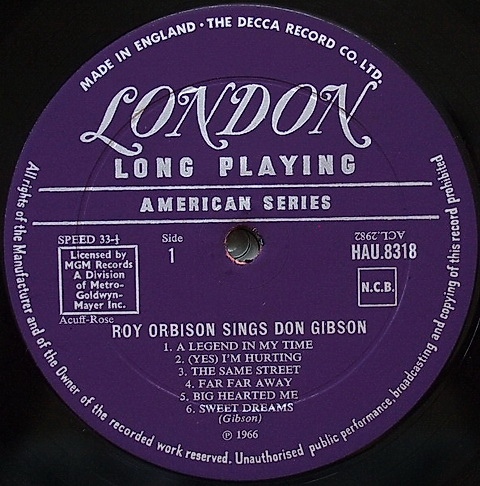 MADE IN ENGLAND · THE DECCA RECORD CO. LTD.
LONDON
LONG PLAYING
AMERICAN SERIES
SPEED 33⅓
Side
1
ACL.2982
HAU.8318
Licensed by
MGM Records
A Division
of Metro-
Goldwyn-
Mayer Inc.
N.C.B.
Acuff-Rose
ROY ORBISON SINGS DON GIBSON
1. A LEGEND IN MY TIME
2. (YES) I'M HURTING
3. THE SAME STREET
4. FAR FAR AWAY
5. BIG HEARTED ME
6. SWEET DREAMS
(Gibson)
℗ 1966
All rights of the Manufacturer and of the Owner of the recorded work reserved. Unauthorised public performance, broadcasting and copying of this record prohibited